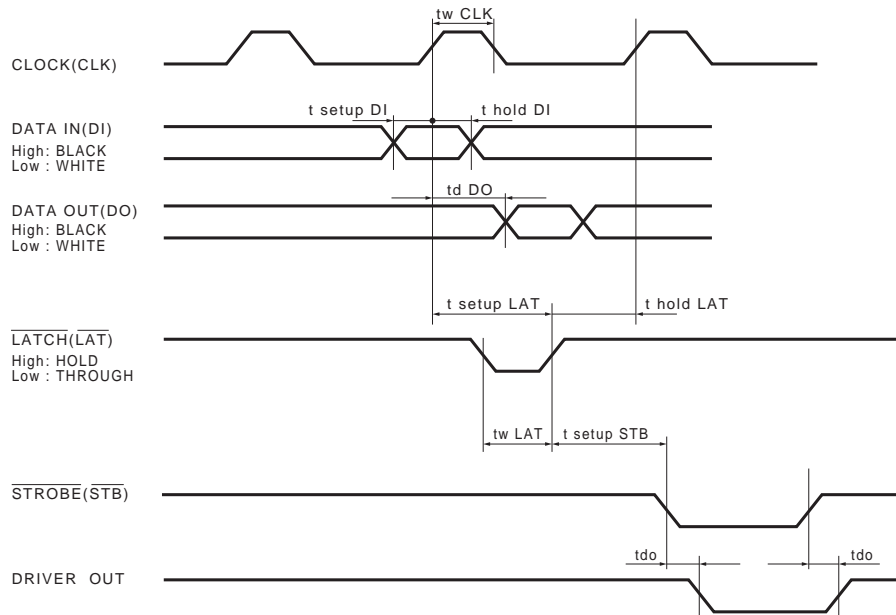 tw CLK
CLOCK(CLK)
t setup DI
t hold DI
DATA IN(DI)
High: BLACK
Low : WHITE
td DO
DATA OUT(DO)
High: BLACK
Low : WHITE
t setup LAT
t hold LAT
LATCH(LAT)
High: HOLD
Low : THROUGH
tw LAT
t setup STB
STROBE(STB)
tdo
tdo
DRIVER OUT